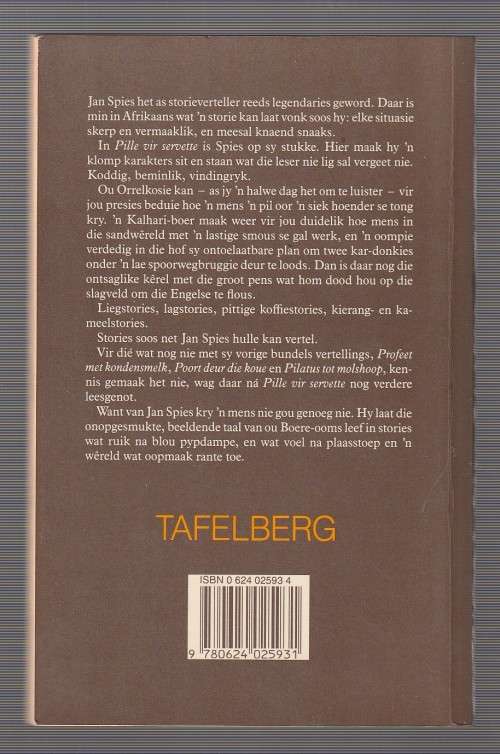 Jan Spies het as storieverteller reeds legendaries geword. Daar is
min in Afrikaans wat 'n storie kan laat vonk soos hy: elke situasie
skerp en vermaaklik, en meesal knaend snaaks.
In Pille vir servette is Spies op sy stukke. Hier maak hy 'n
klomp karakters sit en staan wat die leser nie lig sal vergeet nie.
Koddig, beminlik, vindingryk.
Ou Orrelkosie kan – as jy 'n halwe dag het om te luister – vir
jou presies beduie hoe 'n mens 'n pil oor 'n siek hoender se tong
kry. 'n Kalhari-boer maak weer vir jou duidelik hoe mens in
die sandwêreld met 'n lastige smous se gal werk, en 'n oompie
verdedig in die hof sy ontoelaatbare plan om twee kar-donkies
onder 'n lae spoorwegbruggie deur te loods. Dan is daar nog die
ontsaglike kêrel met die groot pens wat hom dood hou op die
slagveld om die Engelse te flous.
Liegstories, lagstories, pittige koffiestories, kierang- en ka-
meelstories.
Stories soos net Jan Spies hulle kan vertel.
Vir dié wat nog nie met sy vorige bundels vertellings, Profeet
met kondensmelk, Poort deur die koue en Pilatus tot molshoop, ken-
nis gemaak het nie, wag daar ná Pille vir servette nog verdere
leesgenot.
Want van Jan Spies kry 'n mens nie gou genoeg nie. Hy laat die
onopgesmukte, beeldende taal van ou Boere-ooms leef in stories
wat ruik na blou pypdampe, en wat voel na plaasstoep en 'n
wêreld wat oopmaak rante toe.
TAFELBERG
ISBN 0 624 02593 4
9 780624 025931